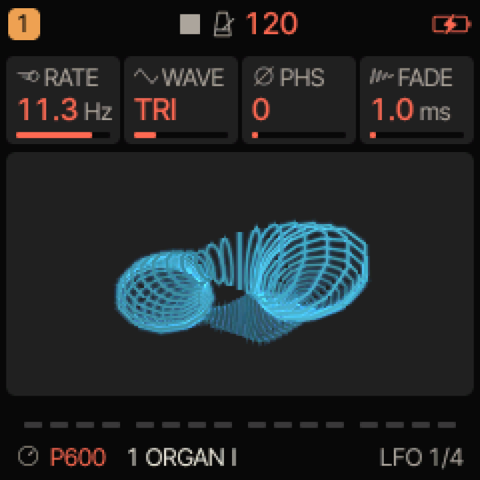 1 120
RATE WAVE PHS FADE
11.3 Hz TRI 0 1.0 ms
P600 1 ORGAN I LFO 1/4